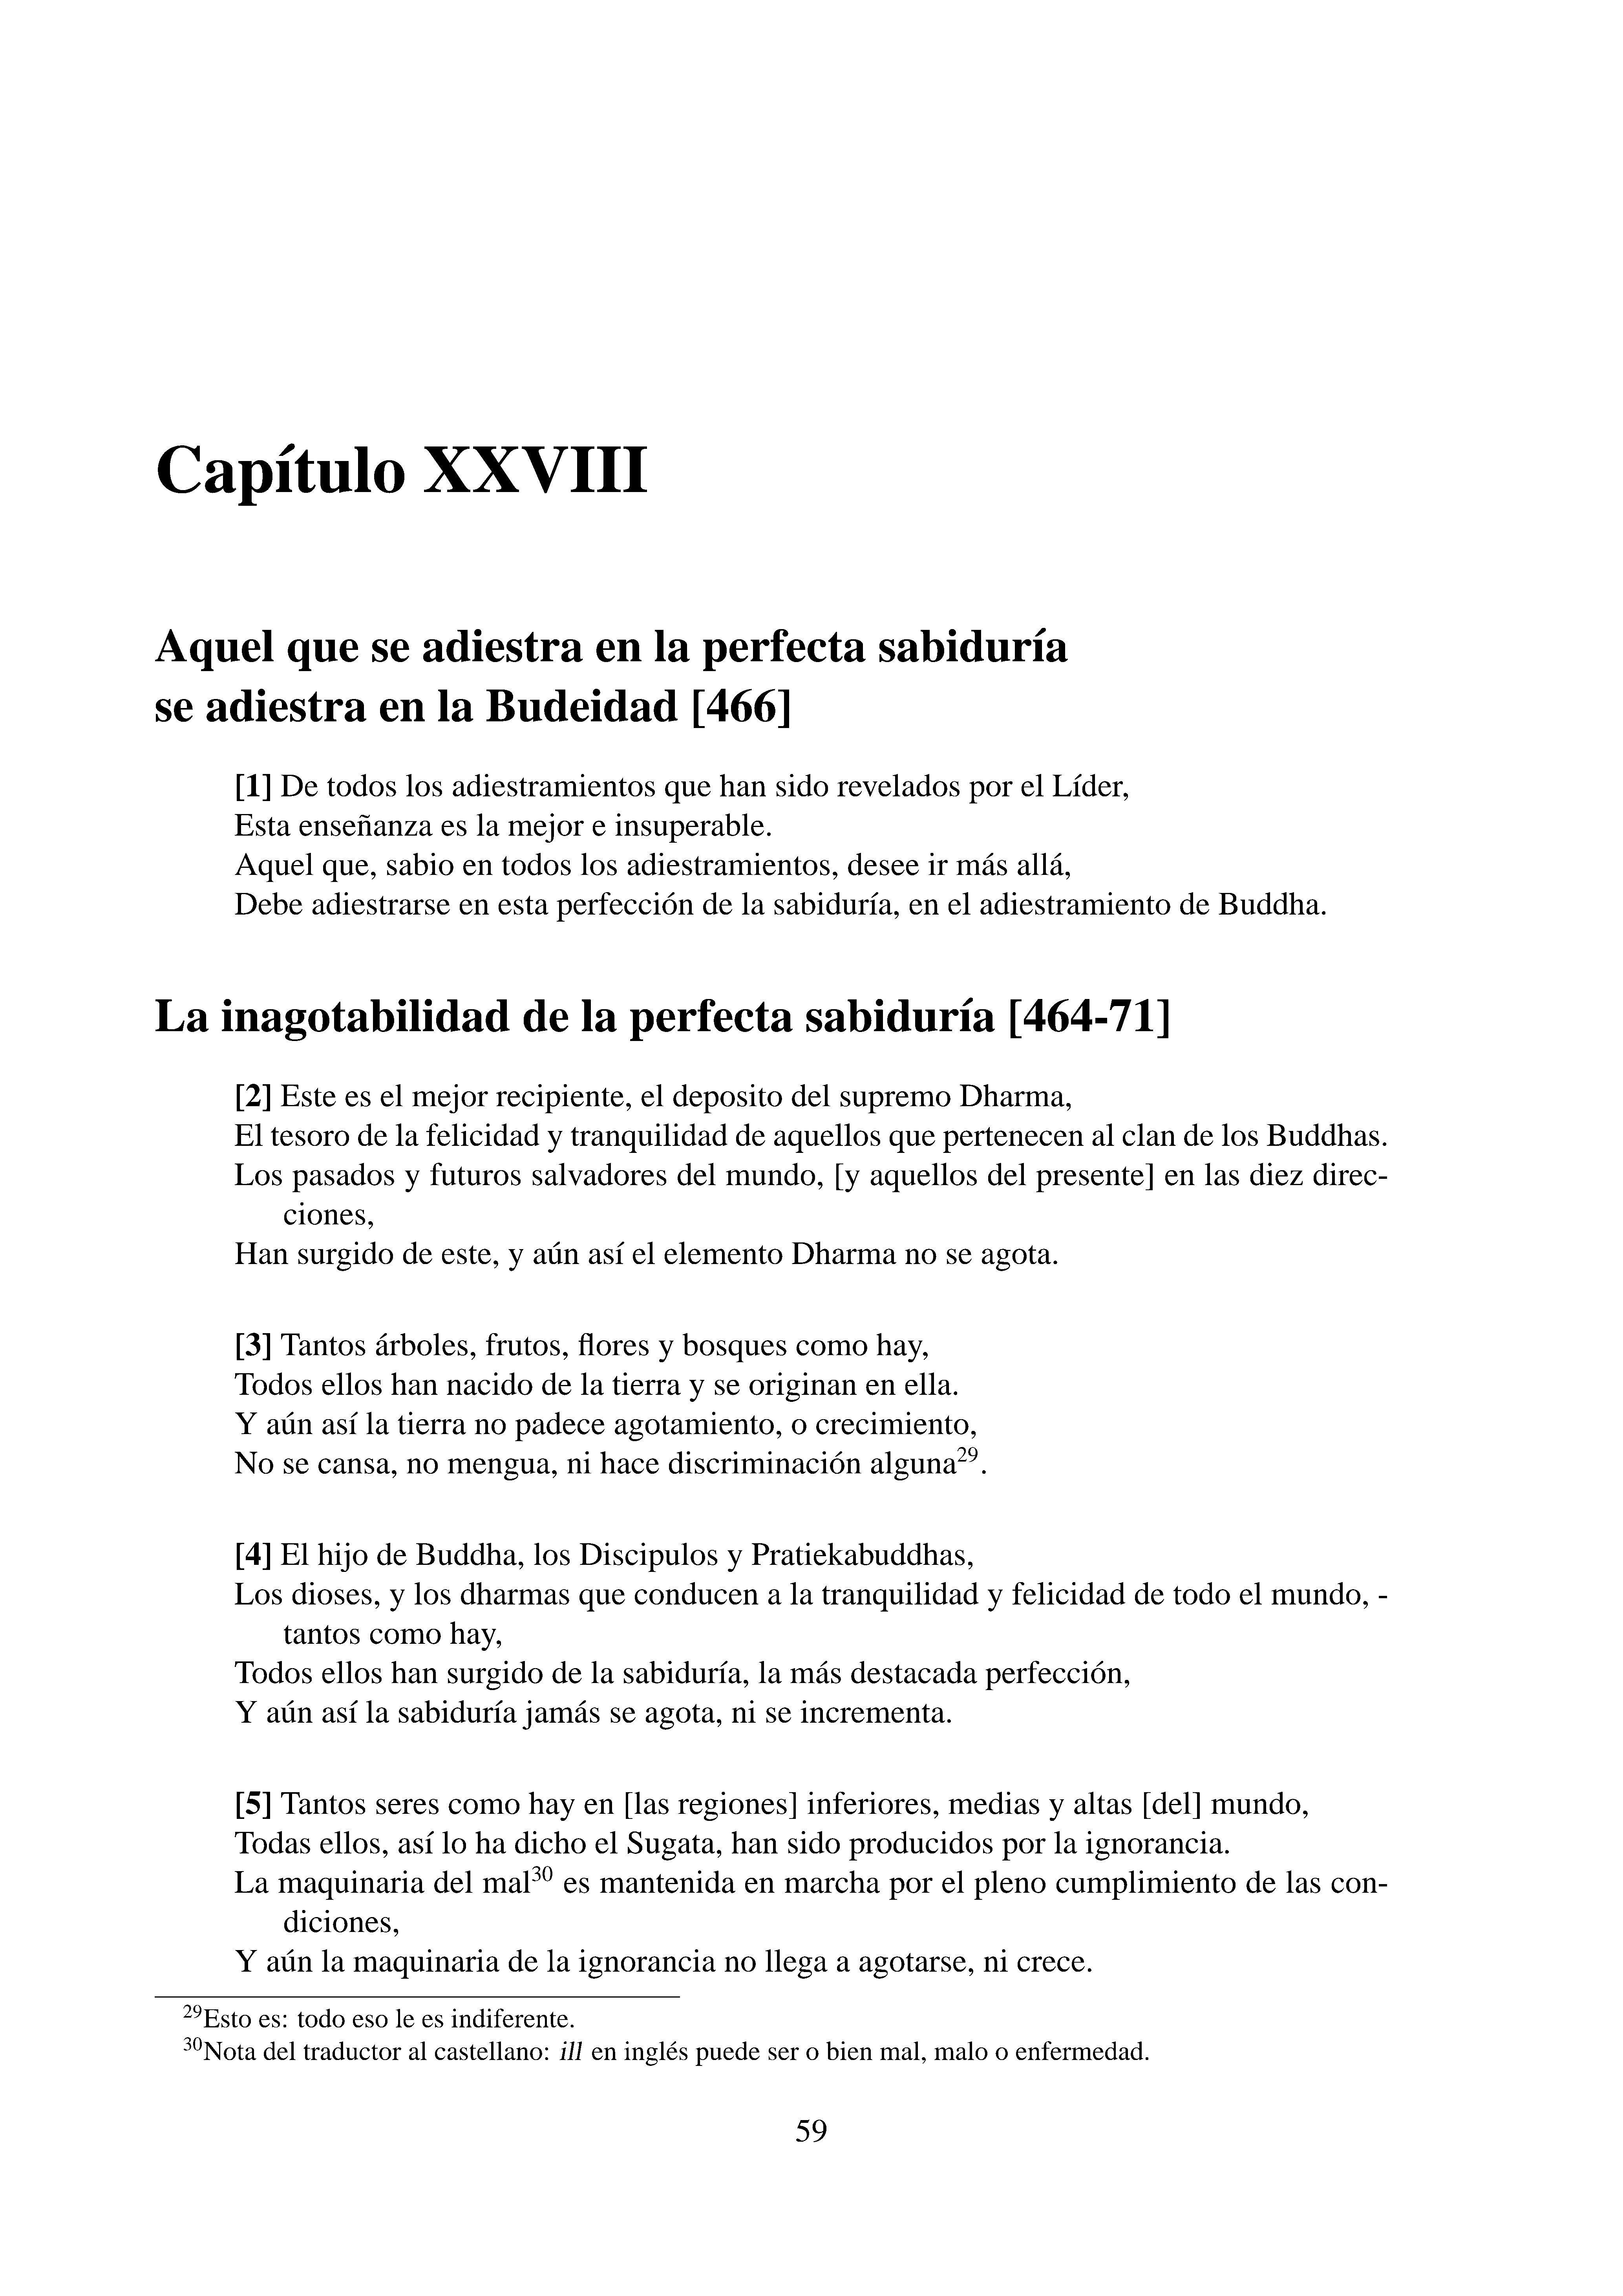 Capítulo XXVIII
Aquel que se adiestra en la perfecta sabiduría
se adiestra en la Budeidad [466]
[1] De todos los adiestramientos que han sido revelados por el Líder,
Esta enseñanza es la mejor e insuperable.
Aquel que, sabio en todos los adiestramientos, desee ir más allá,
Debe adiestrarse en esta perfección de la sabiduría, en el adiestramiento de Buddha.
La inagotabilidad de la perfecta sabiduría [464-71]
[2] Este es el mejor recipiente, el deposito del supremo Dharma,
El tesoro de la felicidad y tranquilidad de aquellos que pertenecen al clan de los Buddhas.
Los pasados y futuros salvadores del mundo, [y aquellos del presente] en las diez direc-
ciones,
Han surgido de este, y aún así el elemento Dharma no se agota.
[3] Tantos árboles, frutos, flores y bosques como hay,
Todos ellos han nacido de la tierra y se originan en ella.
Y aún así la tierra no padece agotamiento, o crecimiento,
No se cansa, no mengua, ni hace discriminación alguna29.
[4] El hijo de Buddha, los Discipulos y Pratiekabuddhas,
Los dioses, y los dharmas que conducen a la tranquilidad y felicidad de todo el mundo, -
tantos como hay,
Todos ellos han surgido de la sabiduría, la más destacada perfección,
Y aún así la sabiduría jamás se agota, ni se incrementa.
[5] Tantos seres como hay en [las regiones] inferiores, medias y altas [del] mundo,
Todas ellos, así lo ha dicho el Sugata, han sido producidos por la ignorancia.
La maquinaria del mal30 es mantenida en marcha por el pleno cumplimiento de las con-
diciones,
Y aún la maquinaria de la ignorancia no llega a agotarse, ni crece.
29Esto es: todo eso le es indiferente.
30Nota del traductor al castellano: ill en inglés puede ser o bien mal, malo o enfermedad.
59